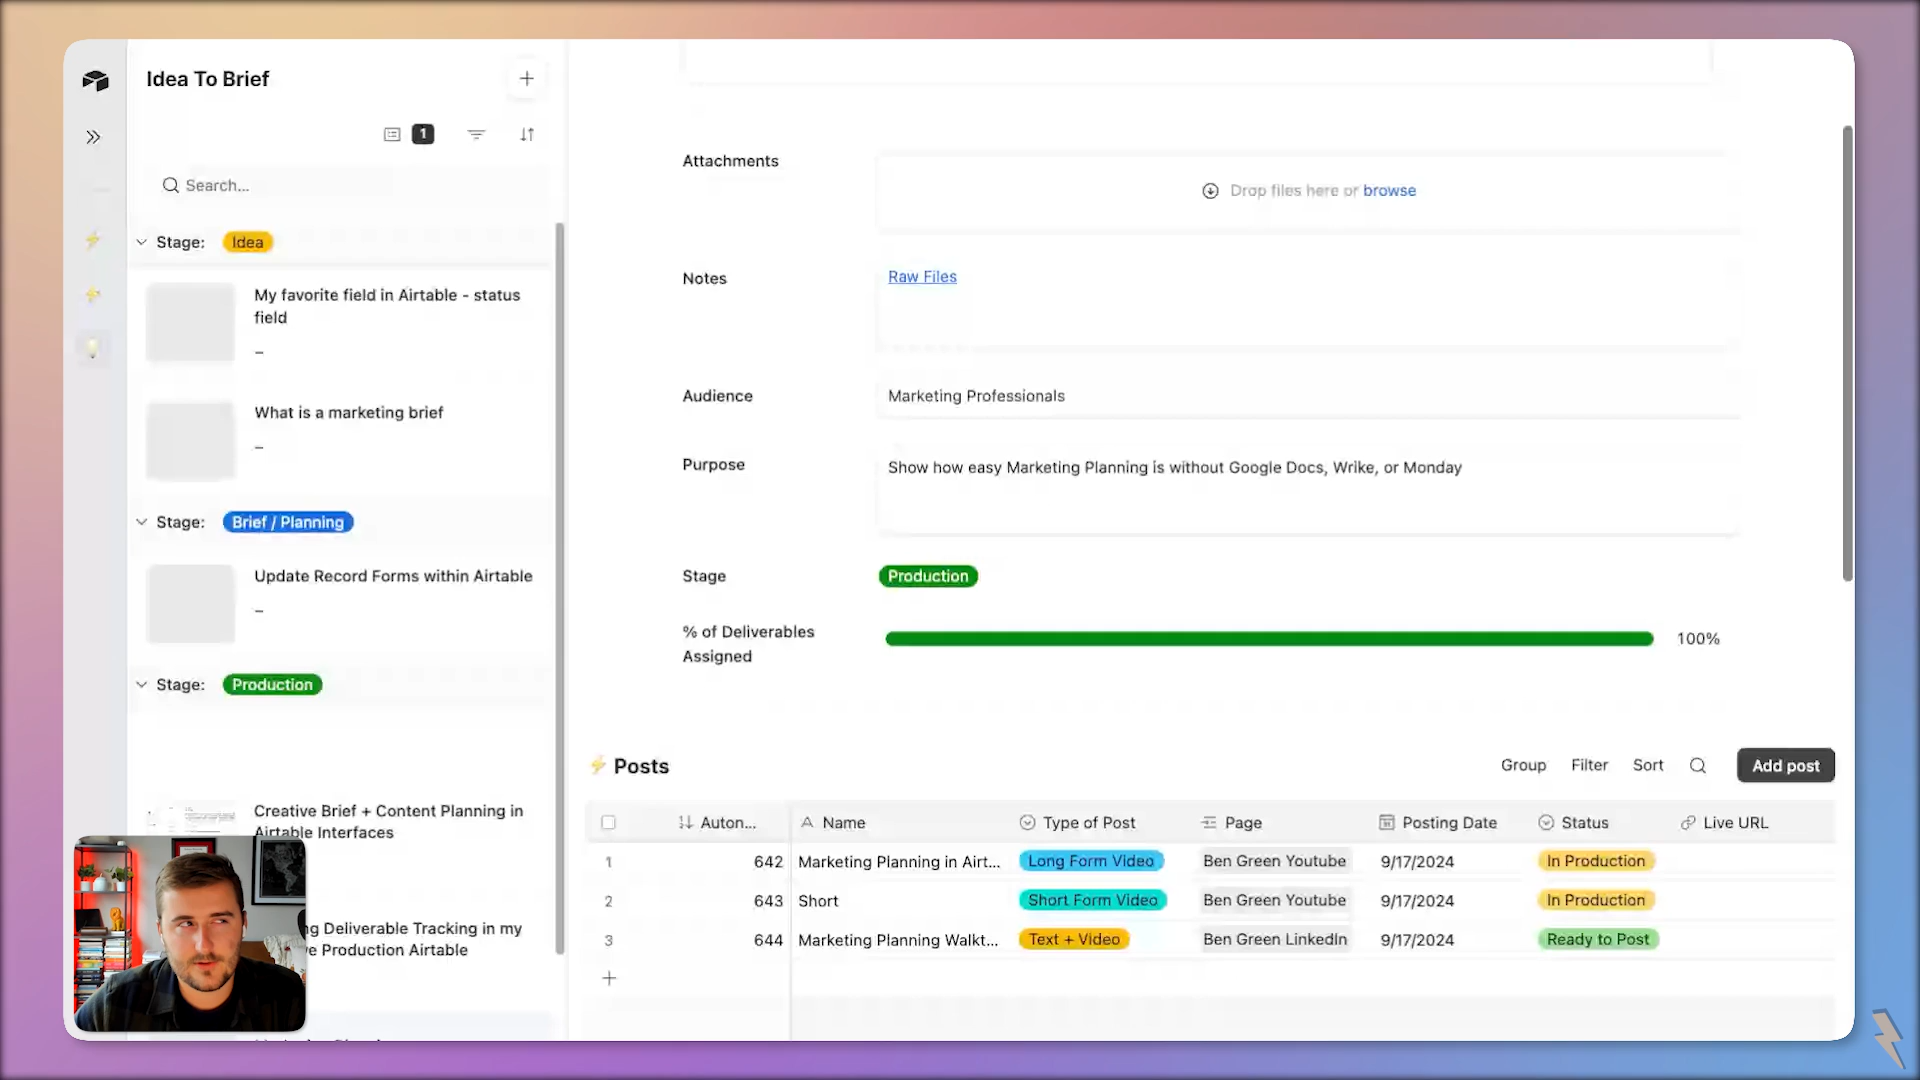 Idea To Brief
1
Search...
Stage: Idea
My favorite field in Airtable - status
field
–
What is a marketing brief
–
Stage: Brief / Planning
Update Record Forms within Airtable
–
Stage: Production
Creative Brief + Content Planning in
Airtable Interfaces
ng Deliverable Tracking in my
e Production Airtable
Attachments
Drop files here or browse
Notes
Raw Files
Audience
Marketing Professionals
Purpose
Show how easy Marketing Planning is without Google Docs, Wrike, or Monday
Stage
Production
% of Deliverables
Assigned
100%
Posts
Group Filter Sort Add post
Auton... Name Type of Post Page Posting Date Status Live URL
1 642 Marketing Planning in Airt... Long Form Video Ben Green Youtube 9/17/2024 In Production
2 643 Short Short Form Video Ben Green Youtube 9/17/2024 In Production
3 644 Marketing Planning Walkt... Text + Video Ben Green LinkedIn 9/17/2024 Ready to Post